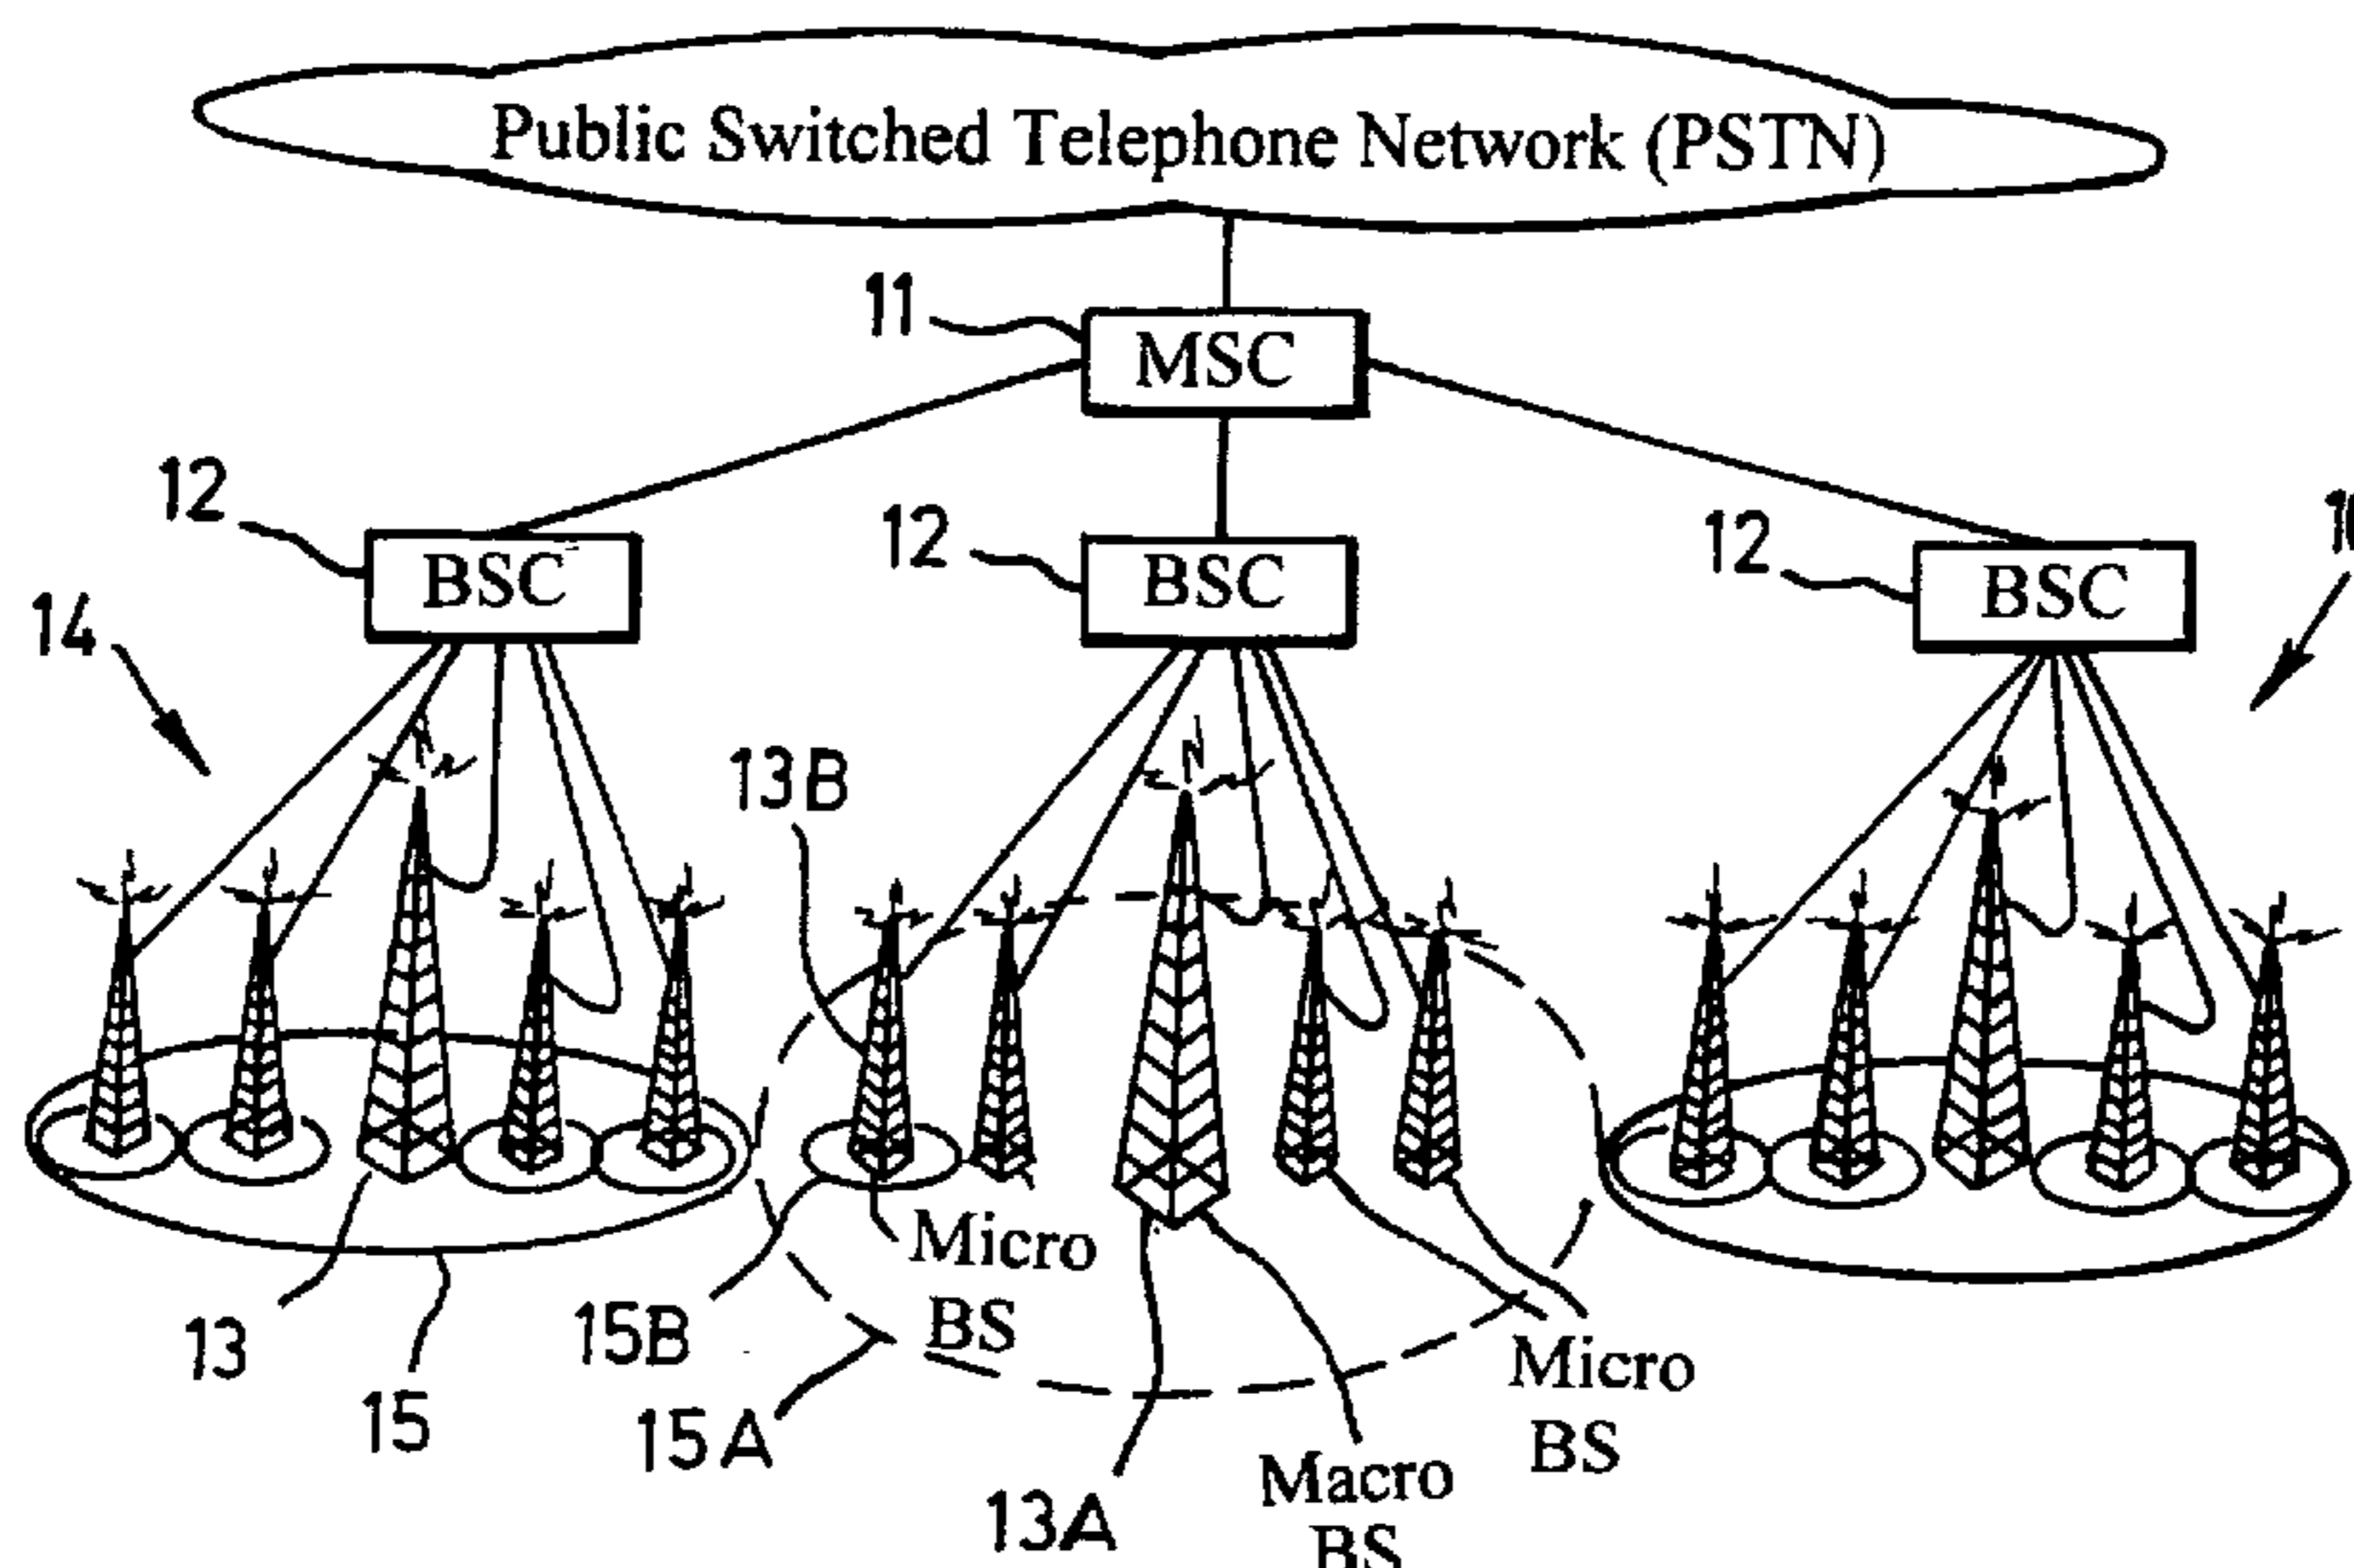 Public Switched Telephone Network (PSTN)
11
MSC
12
BSC
12
BSC
12
BSC
14
13B
13
15
15B
15A
Micro
BS
13A
Macro
BS
Micro
BS